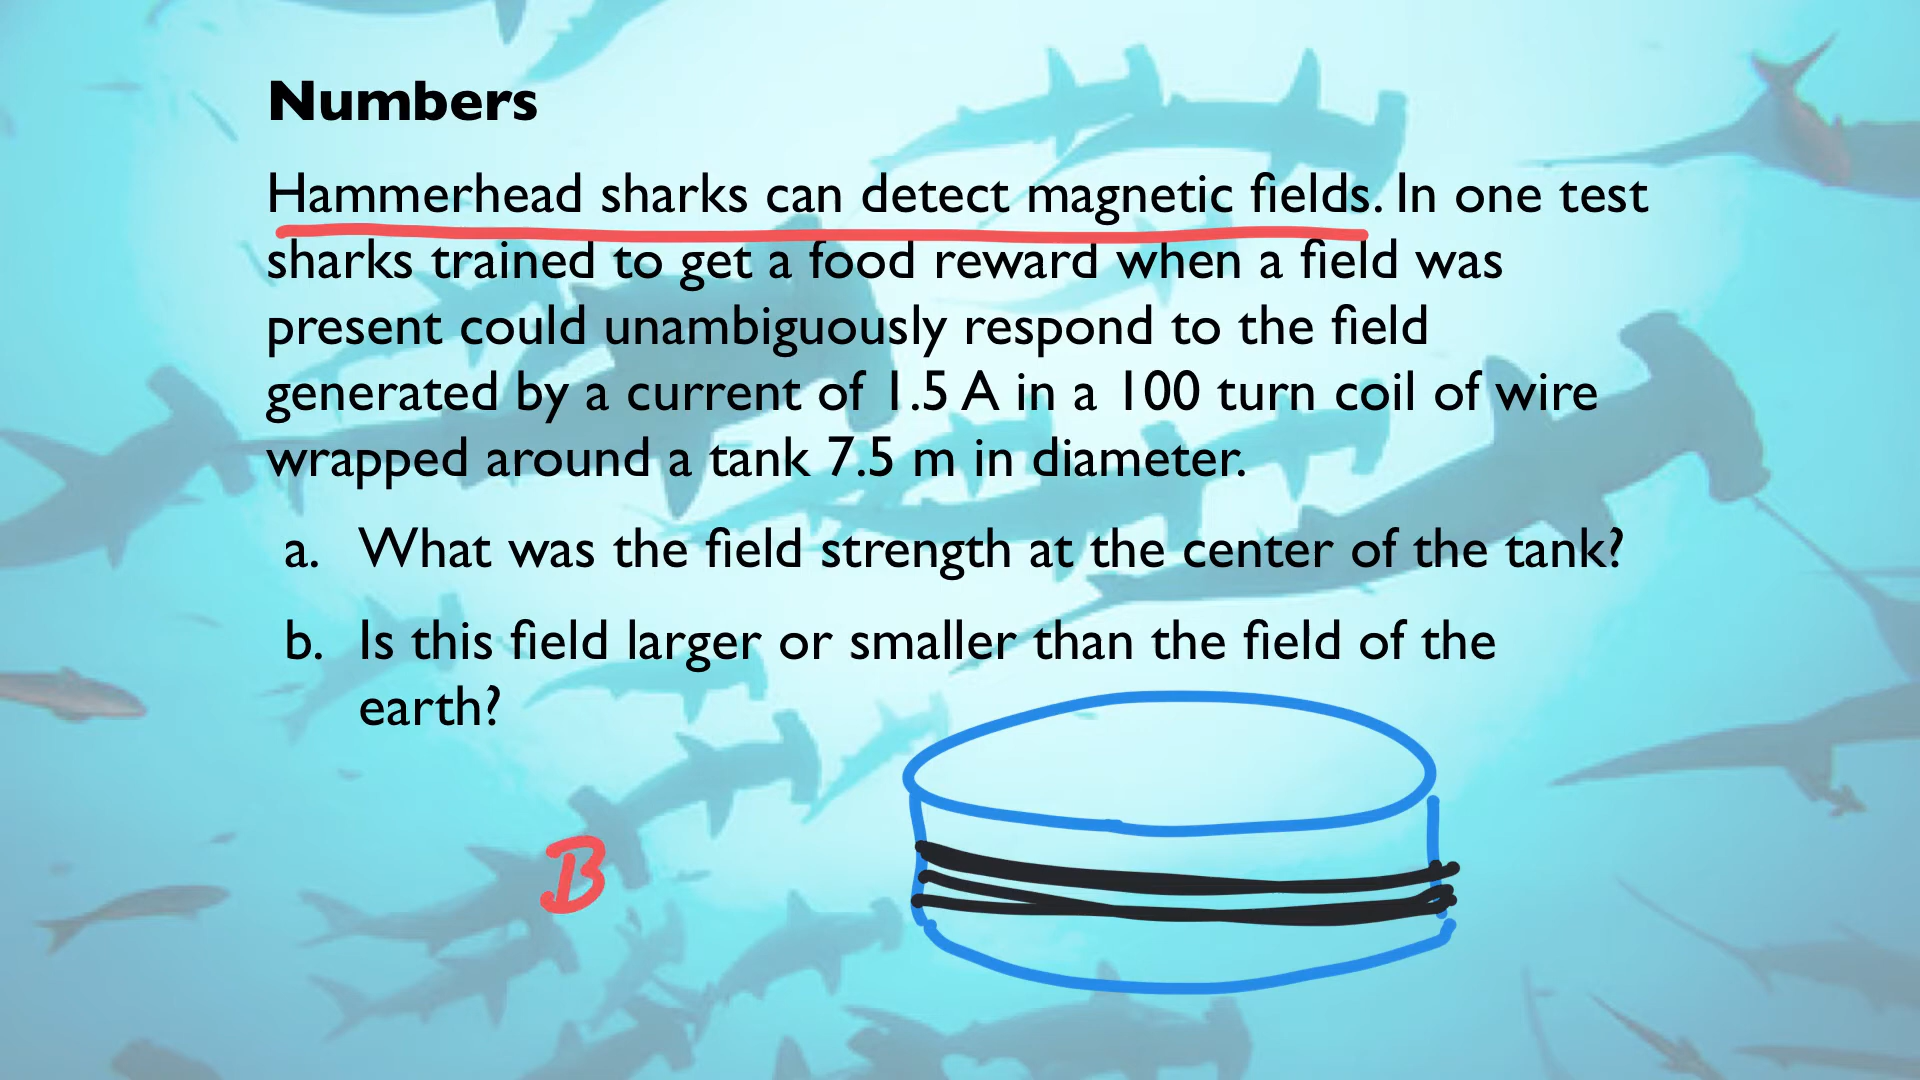 Numbers
Hammerhead sharks can detect magnetic fields. In one test
sharks trained to get a food reward when a field was
present could unambiguously respond to the field
generated by a current of 1.5 A in a 100 turn coil of wire
wrapped around a tank 7.5 m in diameter.
a. What was the field strength at the center of the tank?
b. Is this field larger or smaller than the field of the
earth?
B